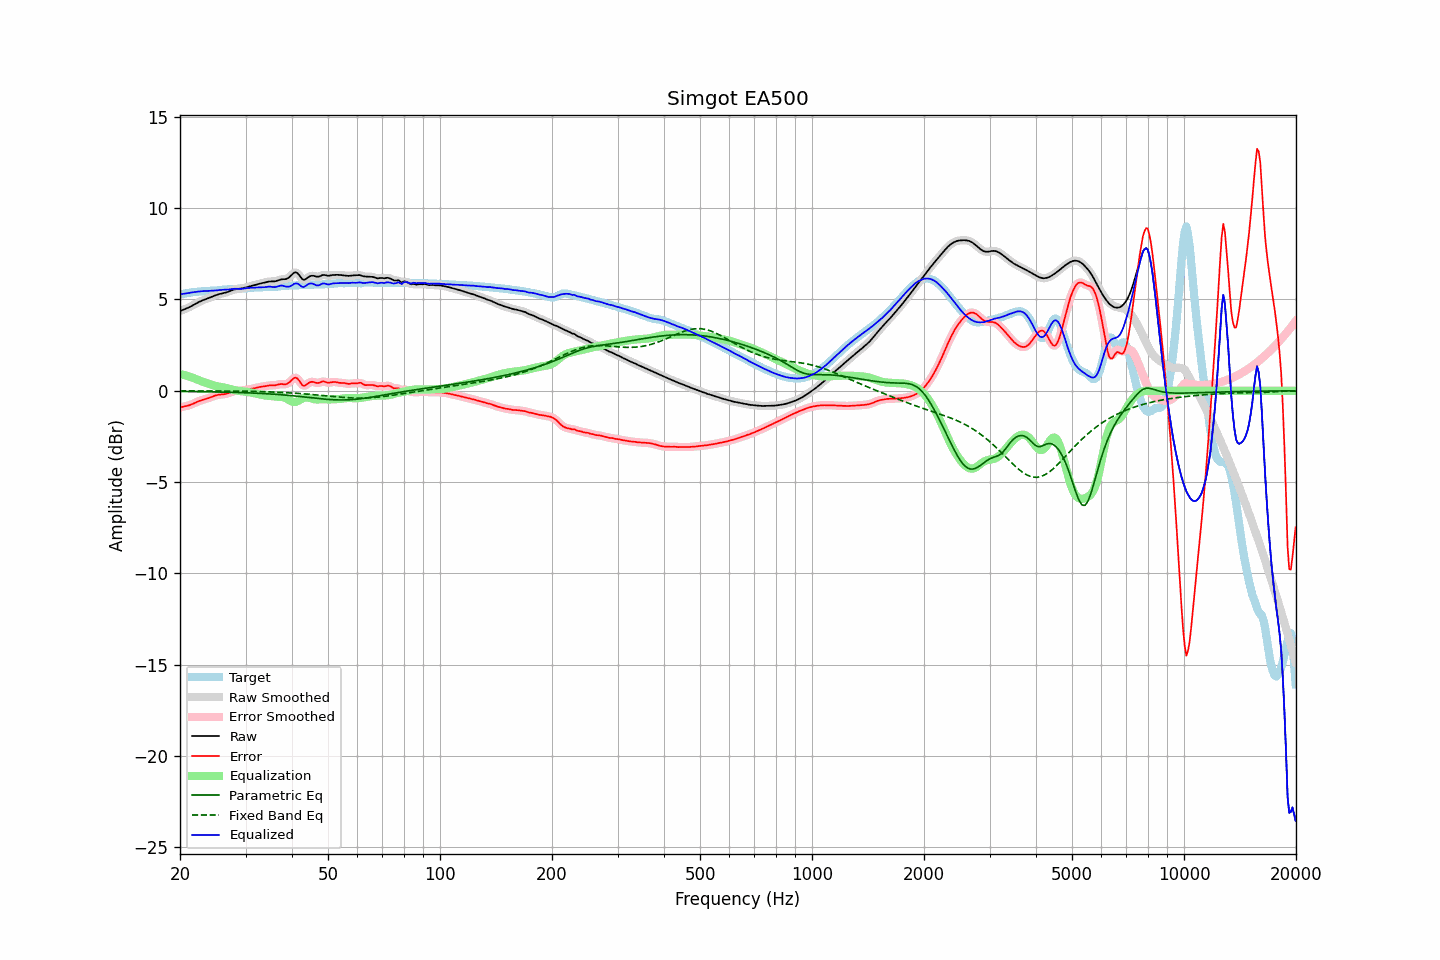 Simgot EA500
15
10
5
0
−5
−10
−15
−20
−25
Amplitude (dBr)
Target
Raw Smoothed
Error Smoothed
Raw
Error
Equalization
Parametric Eq
Fixed Band Eq
Equalized
20 50 100 200 500 1000 2000 5000 10000 20000
Frequency (Hz)